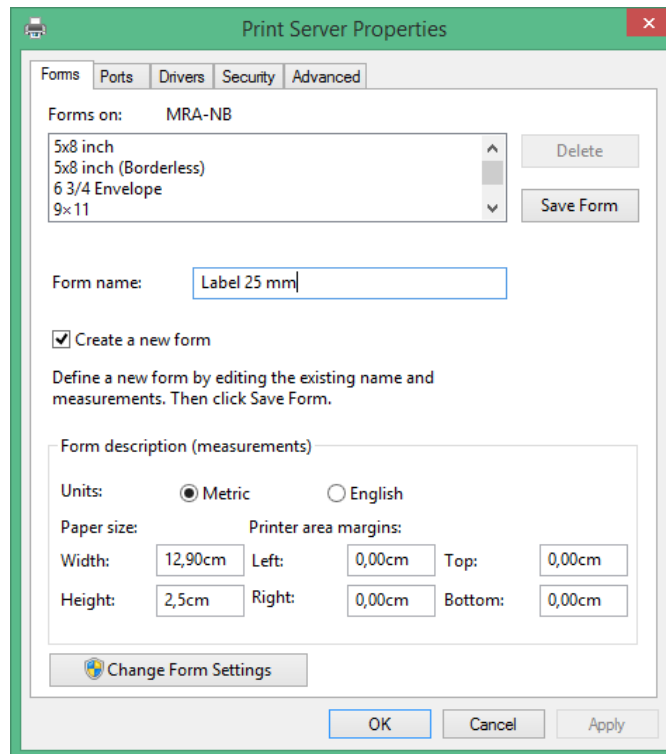 Print Server Properties
Forms Ports Drivers Security Advanced
Forms on: MRA-NB
5x8 inch
5x8 inch (Borderless)
6 3/4 Envelope
9×11
Delete
Save Form
Form name: Label 25 mm
Create a new form
Define a new form by editing the existing name and
measurements. Then click Save Form.
Form description (measurements)
Units: Metric English
Paper size: Printer area margins:
Width: 12,90cm Left: 0,00cm Top: 0,00cm
Height: 2,5cm Right: 0,00cm Bottom: 0,00cm
Change Form Settings
OK Cancel Apply